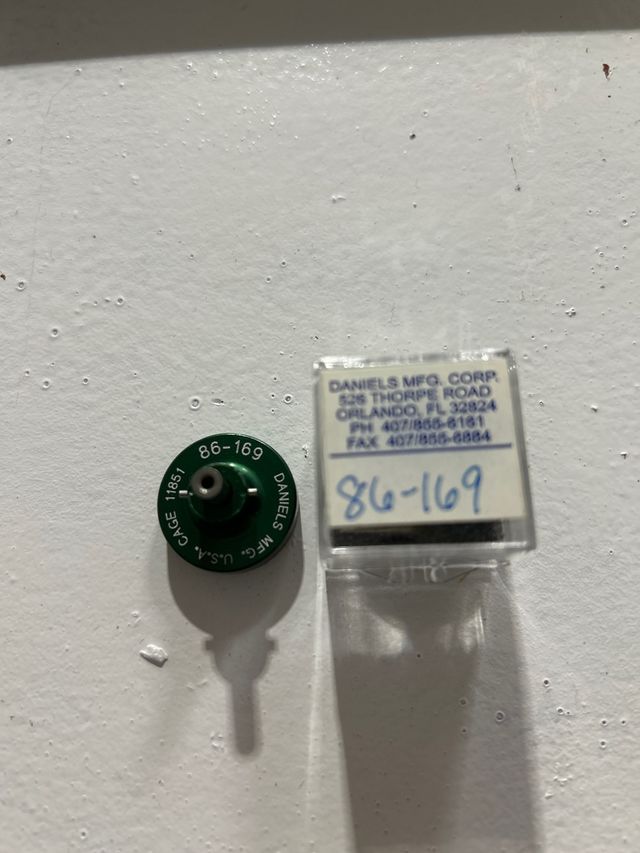 86-169
DANIELS MFG. U.S.A. CAGE 11851
DANIELS MFG. CORP.
526 THORPE ROAD
ORLANDO, FL 32824
PH 407/855-6161
FAX 407/855-6884
86-169